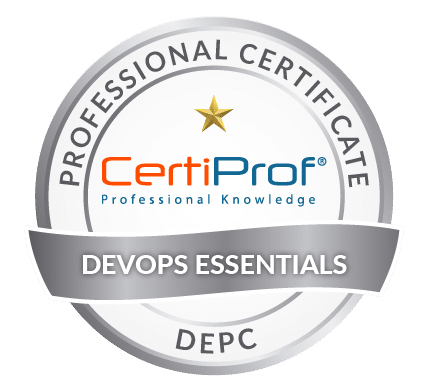 PROFESSIONAL CERTIFICATE
CertiProf®
Professional Knowledge
DEVOPS ESSENTIALS
DEPC